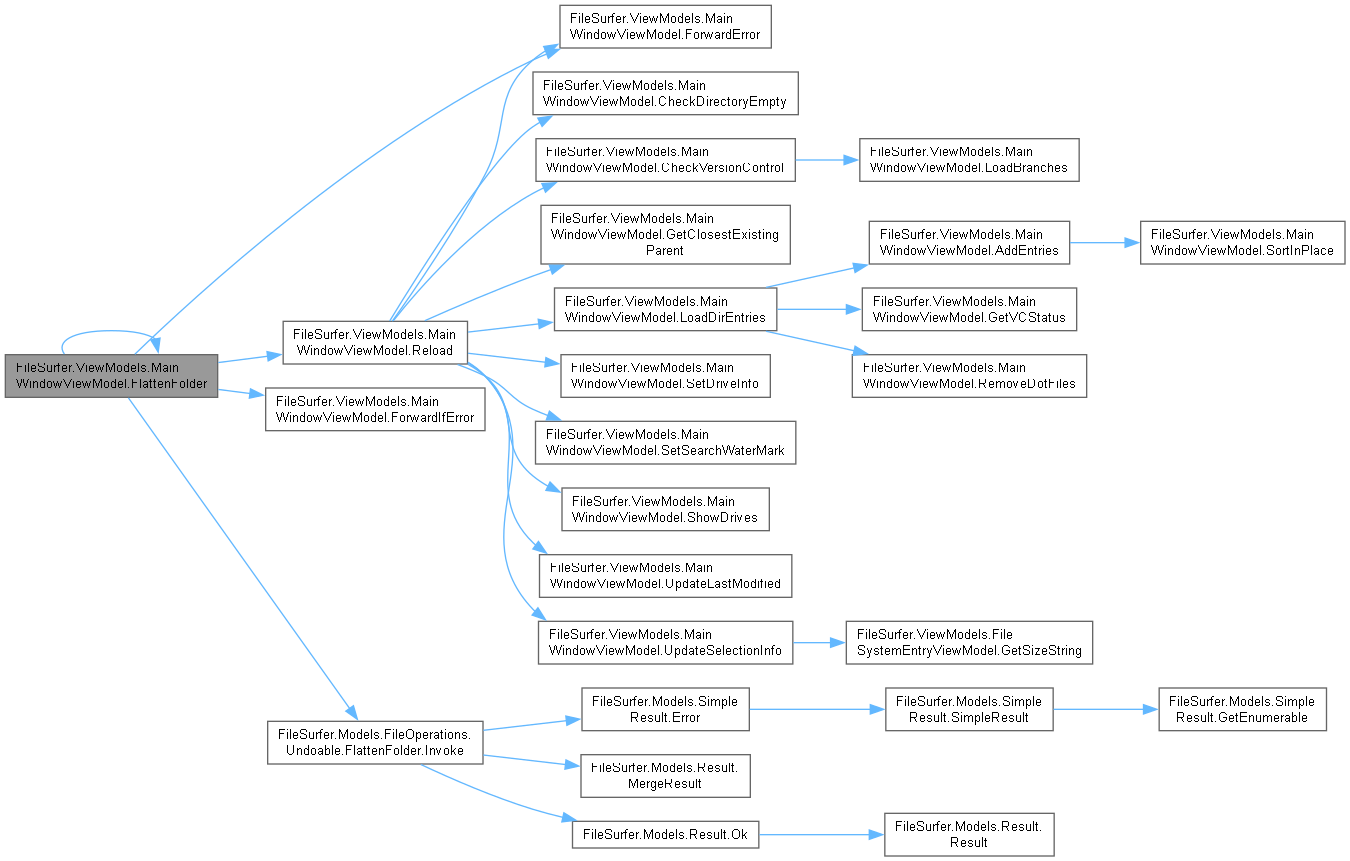 FileSurfer.ViewModels.Main
WindowViewModel.ForwardError
FileSurfer.ViewModels.Main
WindowViewModel.CheckDirectoryEmpty
FileSurfer.ViewModels.Main
WindowViewModel.CheckVersionControl
FileSurfer.ViewModels.Main
WindowViewModel.LoadBranches
FileSurfer.ViewModels.Main
WindowViewModel.GetClosestExisting
Parent
FileSurfer.ViewModels.Main
WindowViewModel.AddEntries
FileSurfer.ViewModels.Main
WindowViewModel.SortInPlace
FileSurfer.ViewModels.Main
WindowViewModel.LoadDirEntries
FileSurfer.ViewModels.Main
WindowViewModel.GetVCStatus
FileSurfer.ViewModels.Main
WindowViewModel.Reload
FileSurfer.ViewModels.Main
WindowViewModel.FlattenFolder
FileSurfer.ViewModels.Main
WindowViewModel.SetDriveInfo
FileSurfer.ViewModels.Main
WindowViewModel.RemoveDotFiles
FileSurfer.ViewModels.Main
WindowViewModel.ForwardIfError
FileSurfer.ViewModels.Main
WindowViewModel.SetSearchWaterMark
FileSurfer.ViewModels.Main
WindowViewModel.ShowDrives
FileSurfer.ViewModels.Main
WindowViewModel.UpdateLastModified
FileSurfer.ViewModels.Main
WindowViewModel.UpdateSelectionInfo
FileSurfer.ViewModels.File
SystemEntryViewModel.GetSizeString
FileSurfer.Models.FileOperations.
Undoable.FlattenFolder.Invoke
FileSurfer.Models.Simple
Result.Error
FileSurfer.Models.Simple
Result.SimpleResult
FileSurfer.Models.Simple
Result.GetEnumerable
FileSurfer.Models.Result.
MergeResult
FileSurfer.Models.Result.Ok
FileSurfer.Models.Result.
Result